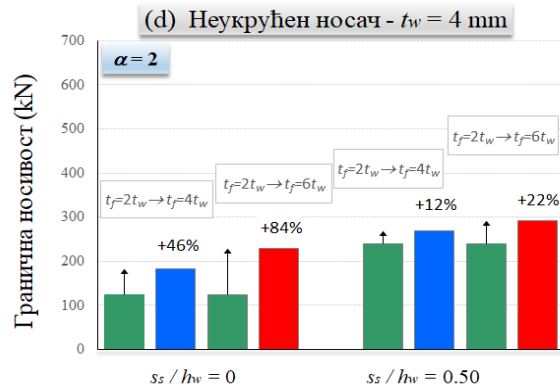 (d) Неукрућен носач - tw = 4 mm
α = 2
Гранична носивост (kN)
700
600
500
400
300
200
100
0
tf=2tw→tf=4tw
tf=2tw→tf=6tw
tf=2tw→tf=4tw
tf=2tw→tf=6tw
+46%
+84%
+12%
+22%
ss / hw = 0
ss / hw = 0.50